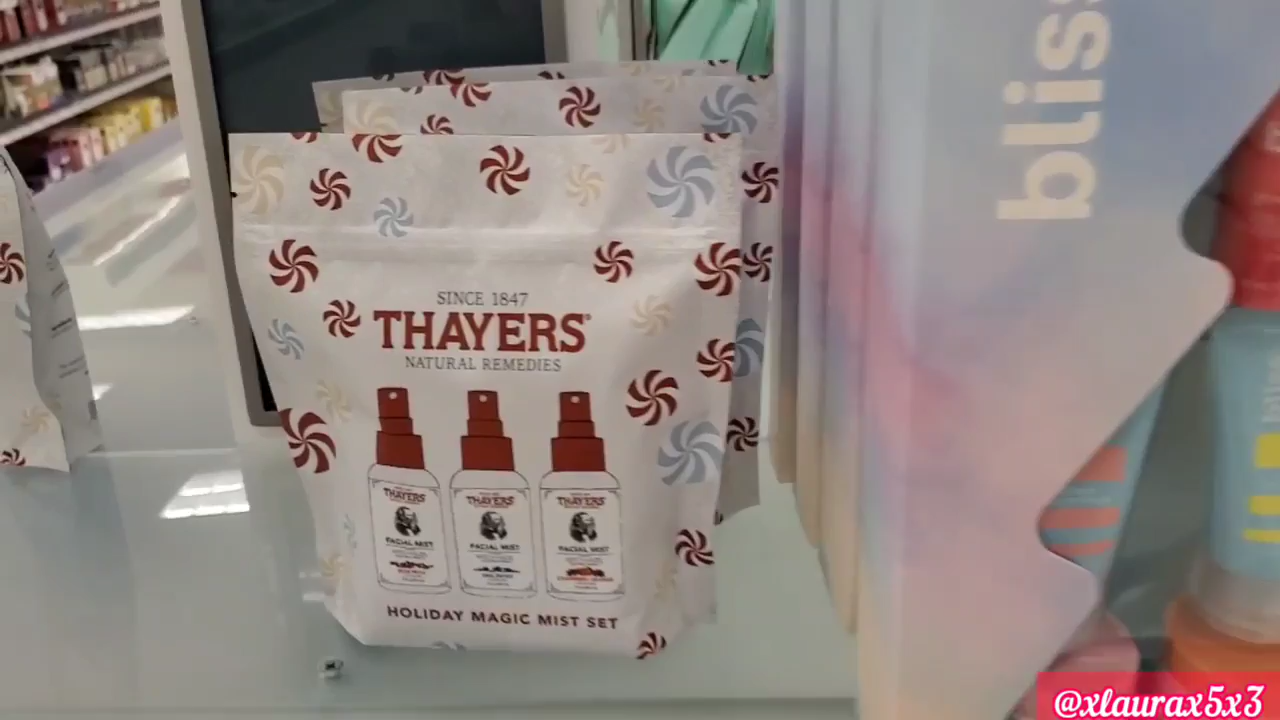 SINCE 1847
THAYERS®
NATURAL REMEDIES
THAYERS
FACIAL MIST
THAYERS
FACIAL MIST
THAYERS
FACIAL MIST
HOLIDAY MAGIC MIST SET
bliss
@xlaurax5x3